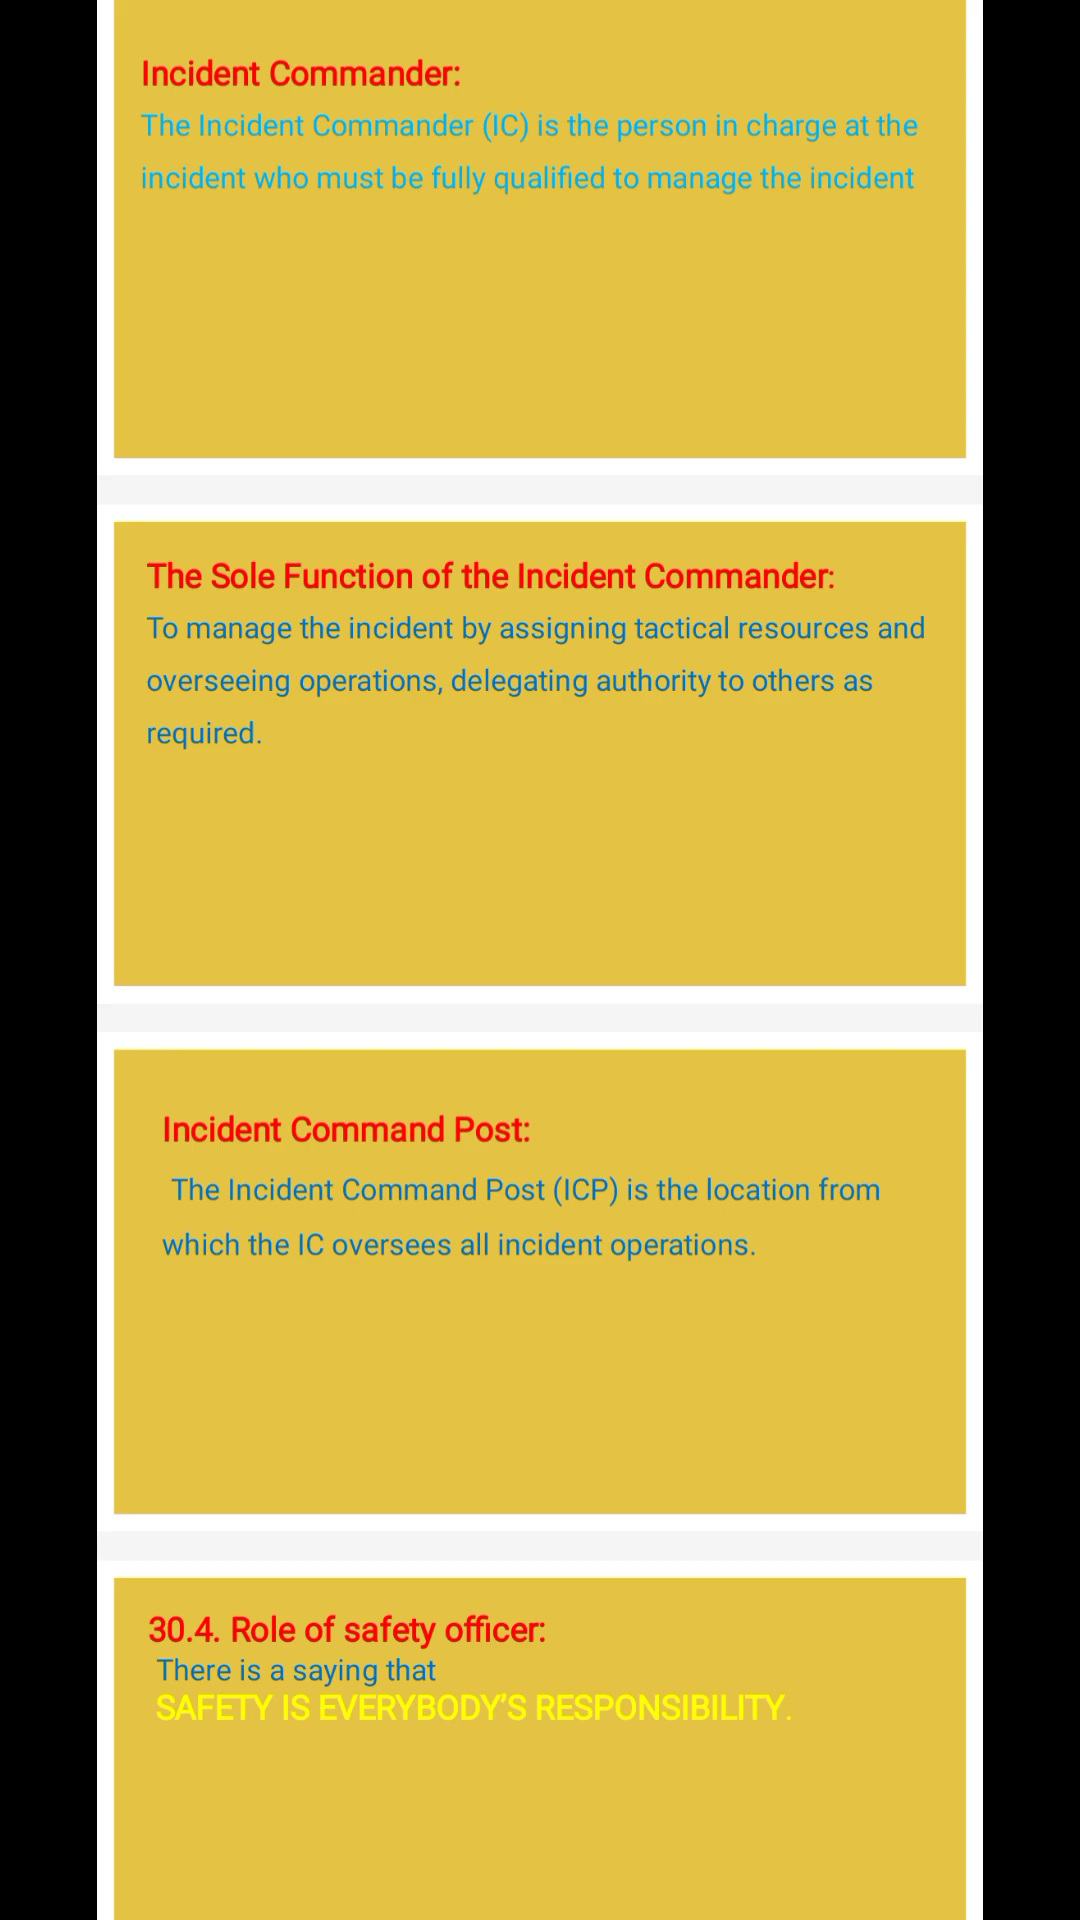 Incident Commander:
The Incident Commander (IC) is the person in charge at the
incident who must be fully qualified to manage the incident
The Sole Function of the Incident Commander:
To manage the incident by assigning tactical resources and
overseeing operations, delegating authority to others as
required.
Incident Command Post:
The Incident Command Post (ICP) is the location from
which the IC oversees all incident operations.
30.4. Role of safety officer:
There is a saying that
SAFETY IS EVERYBODY’S RESPONSIBILITY.